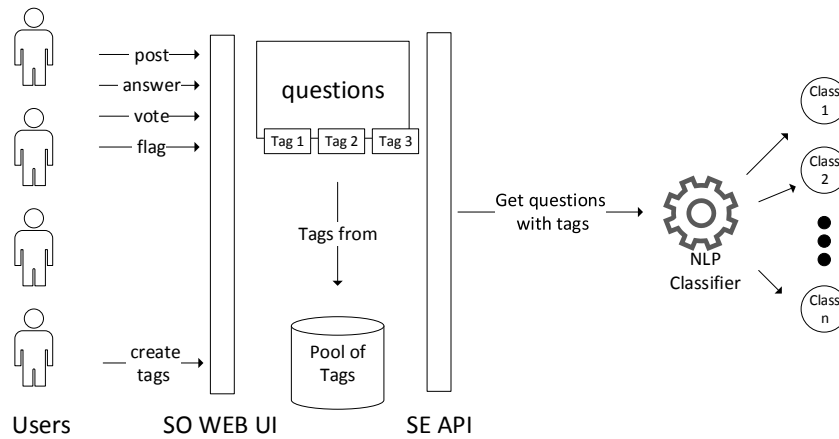 post
answer
vote
flag
questions
Tag 1 Tag 2 Tag 3
Tags from
Pool of
Tags
create
tags
Get questions
with tags
NLP
Classifier
Class
1
Class
2
Class
n
Users SO WEB UI SE API